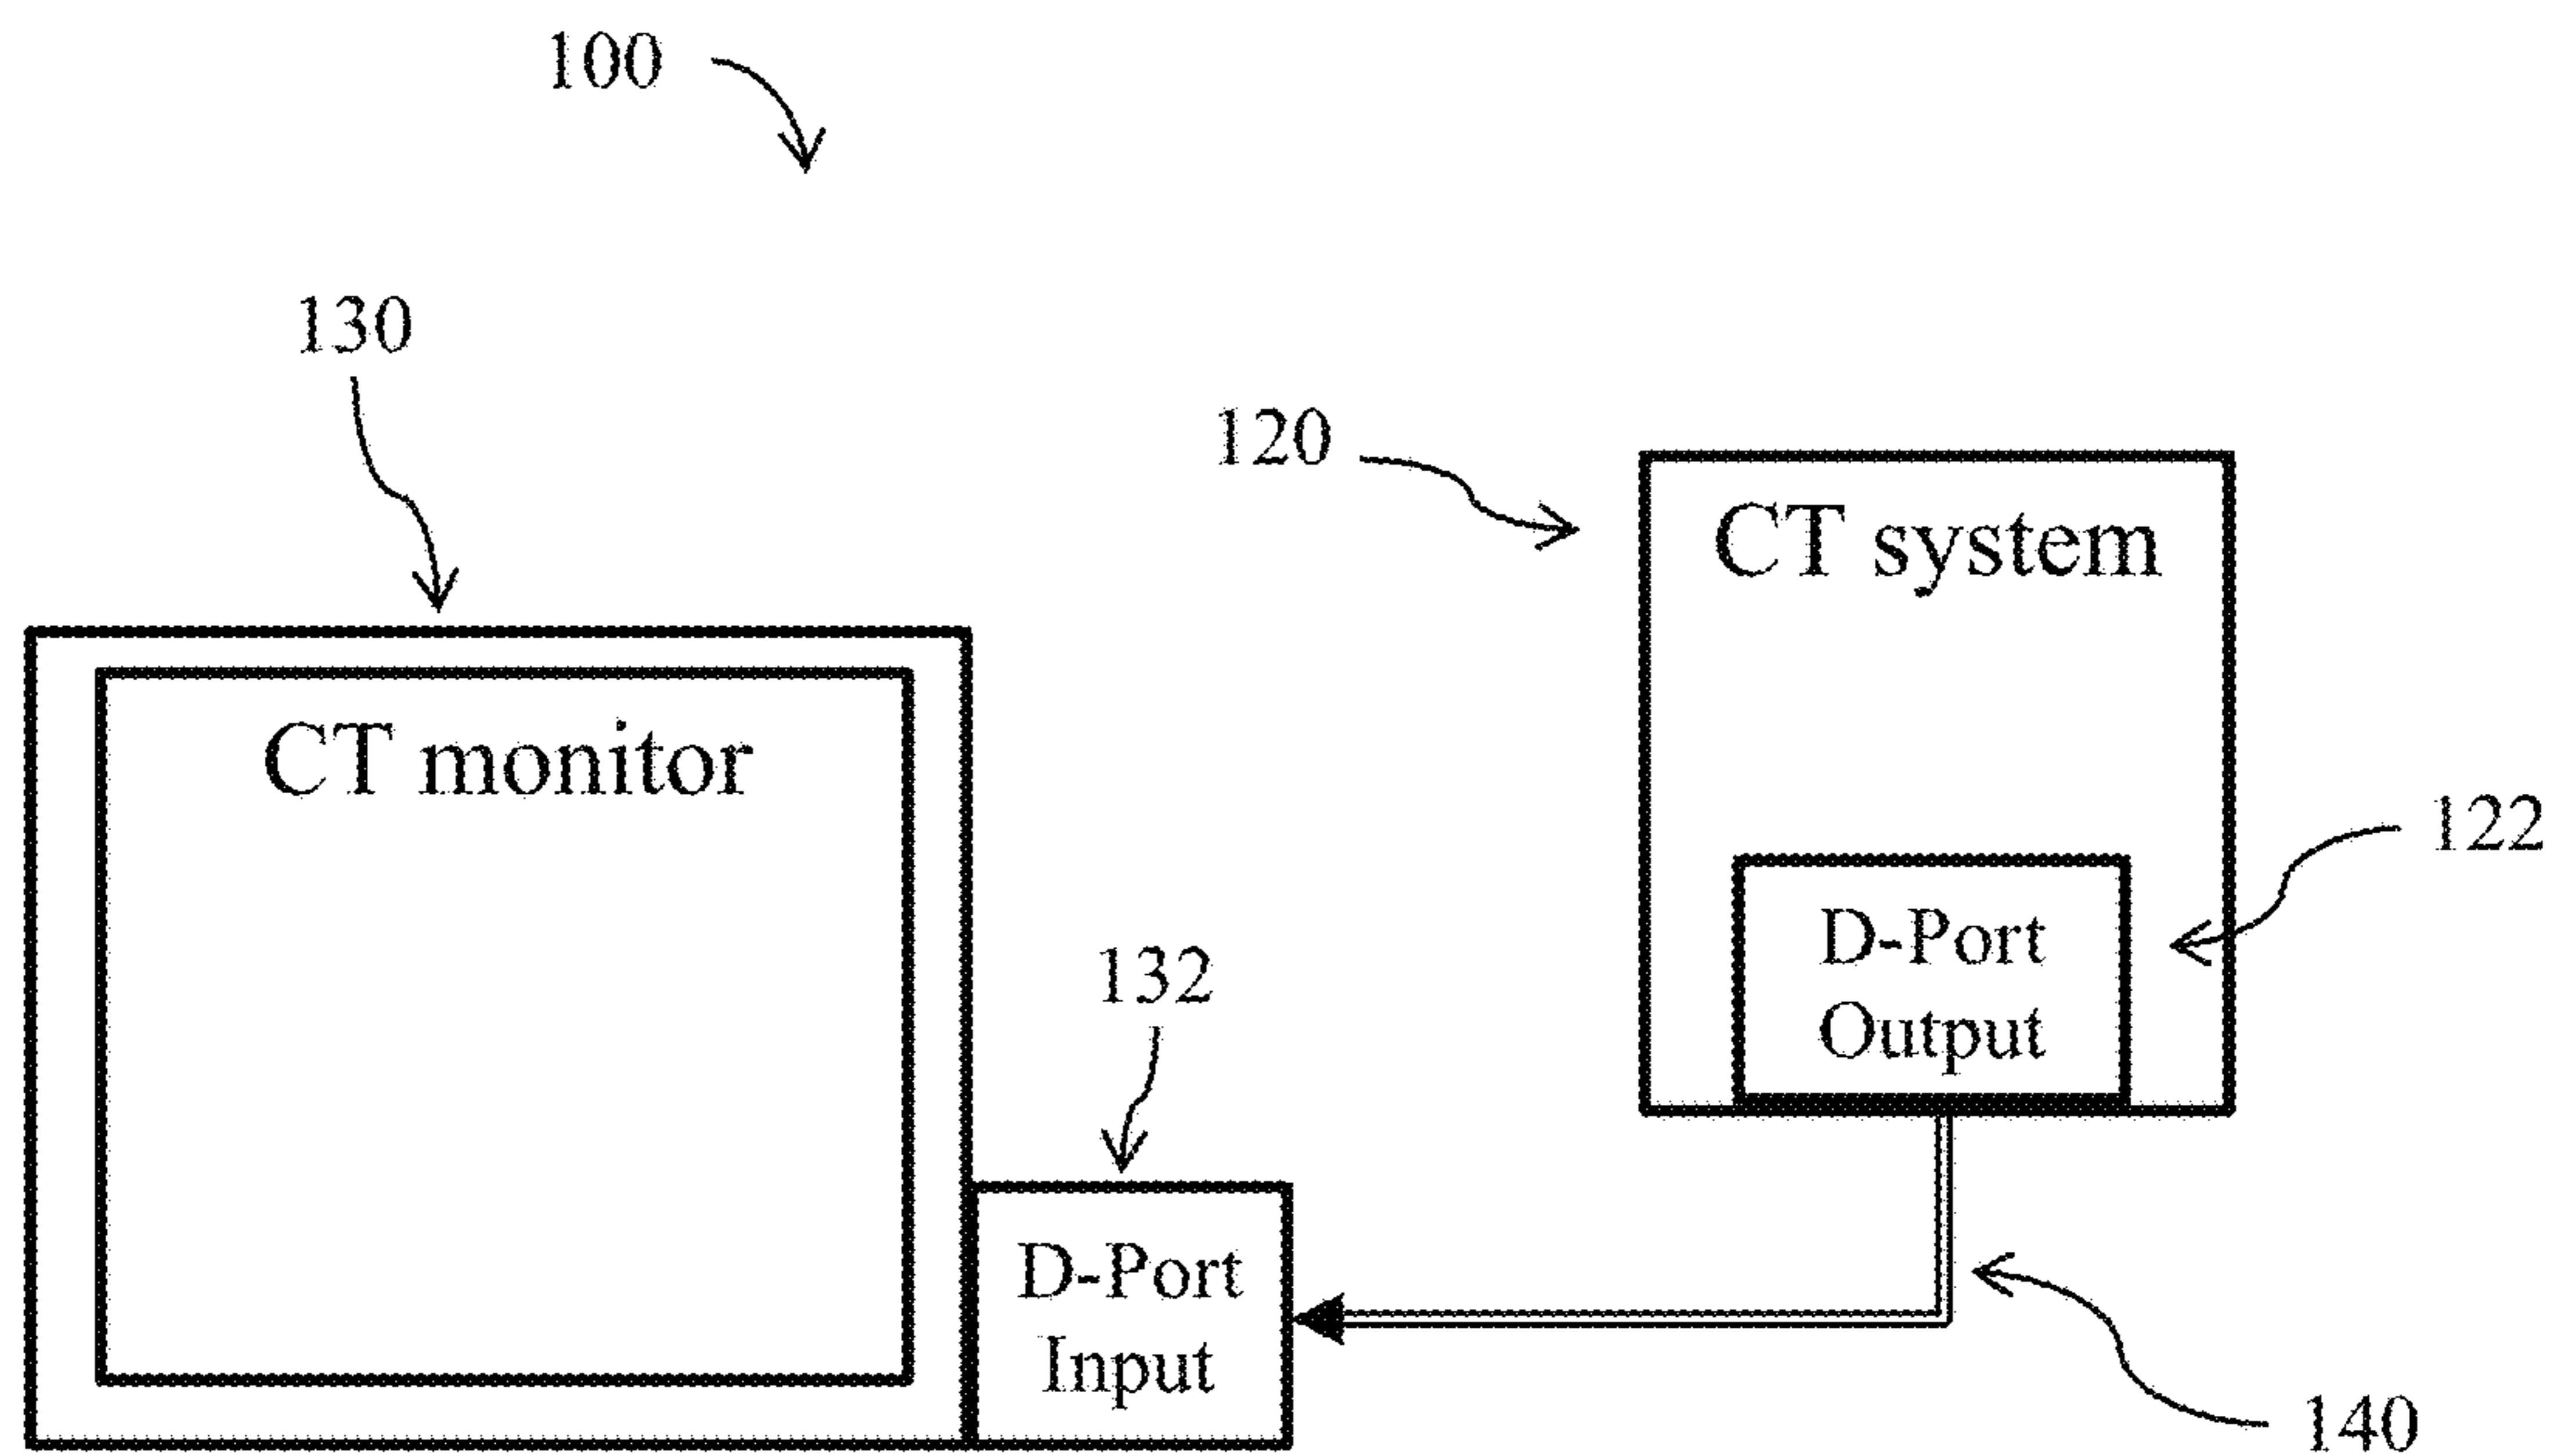 100
130
120
CT system
CT monitor
122
D-Port
Output
132
D-Port
Input
140